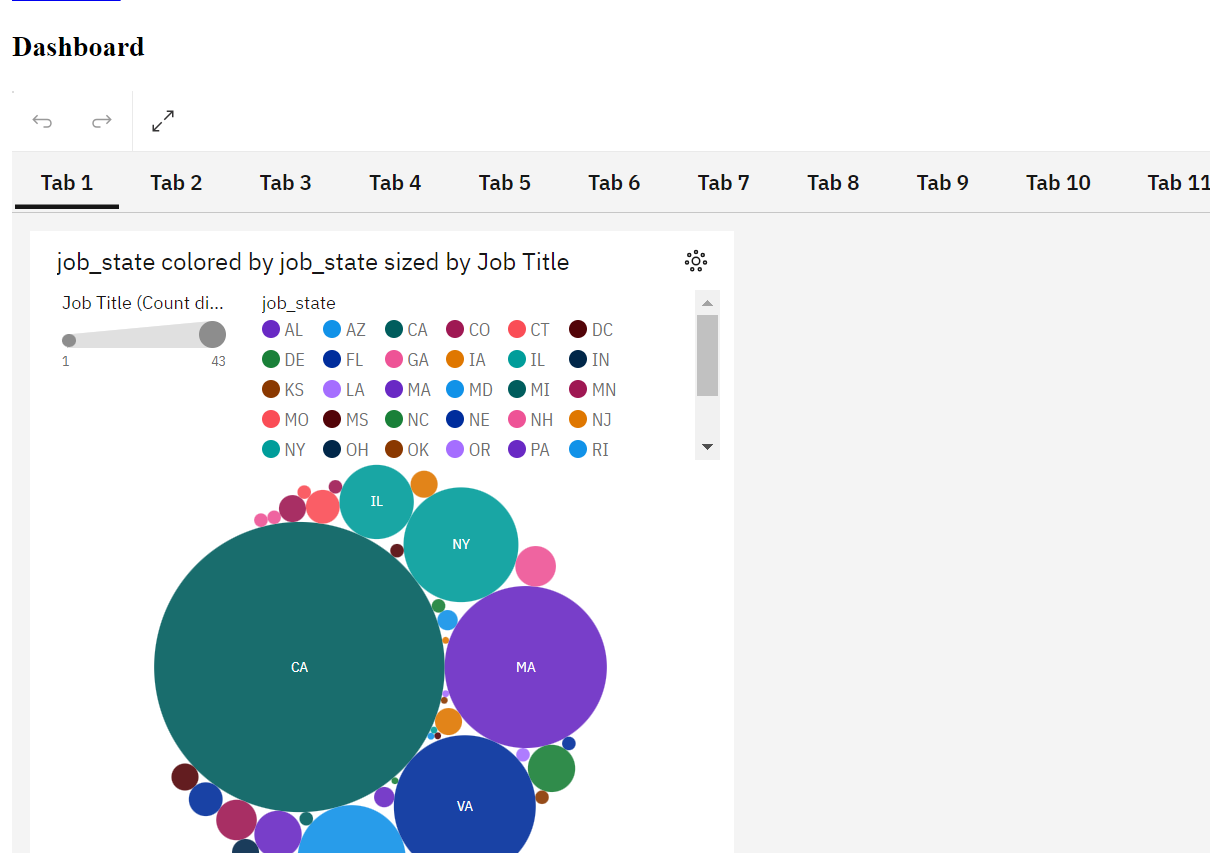 Dashboard
Tab 1 Tab 2 Tab 3 Tab 4 Tab 5 Tab 6 Tab 7 Tab 8 Tab 9 Tab 10 Tab 11
job_state colored by job_state sized by Job Title
Job Title (Count di... job_state
AL AZ CA CO CT DC
1 43
DE FL GA IA IL IN
KS LA MA MD MI MN
MO MS NC NE NH NJ
NY OH OK OR PA RI
IL
NY
CA
MA
VA